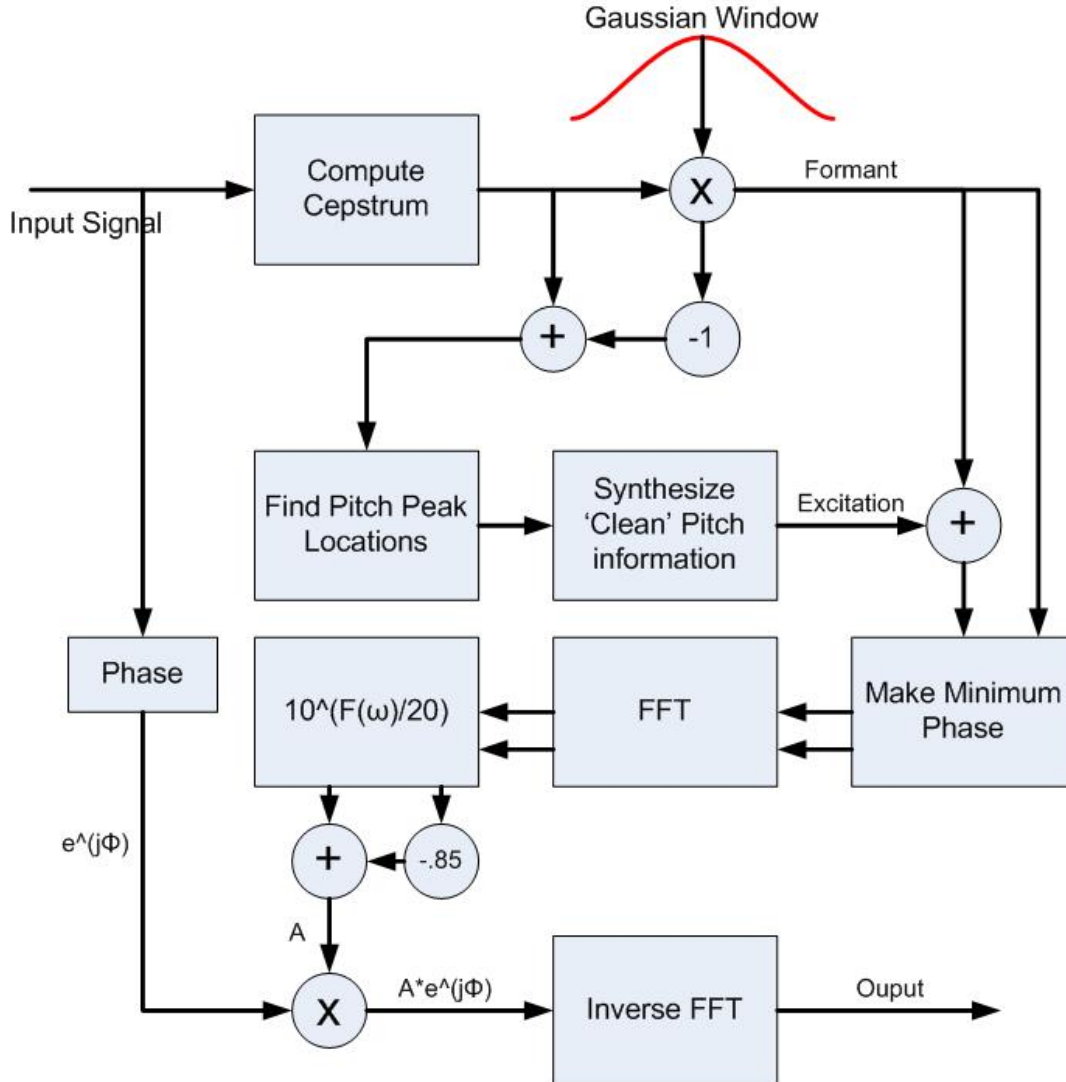 Gaussian Window
Compute
Cepstrum
X
Formant
Input Signal
+
-1
Find Pitch Peak
Locations
Synthesize
‘Clean’ Pitch
information
Excitation
+
Phase
10^(F(ω)/20)
FFT
Make Minimum
Phase
e^(jΦ)
+
-.85
A
X
A*e^(jΦ)
Inverse FFT
Ouput